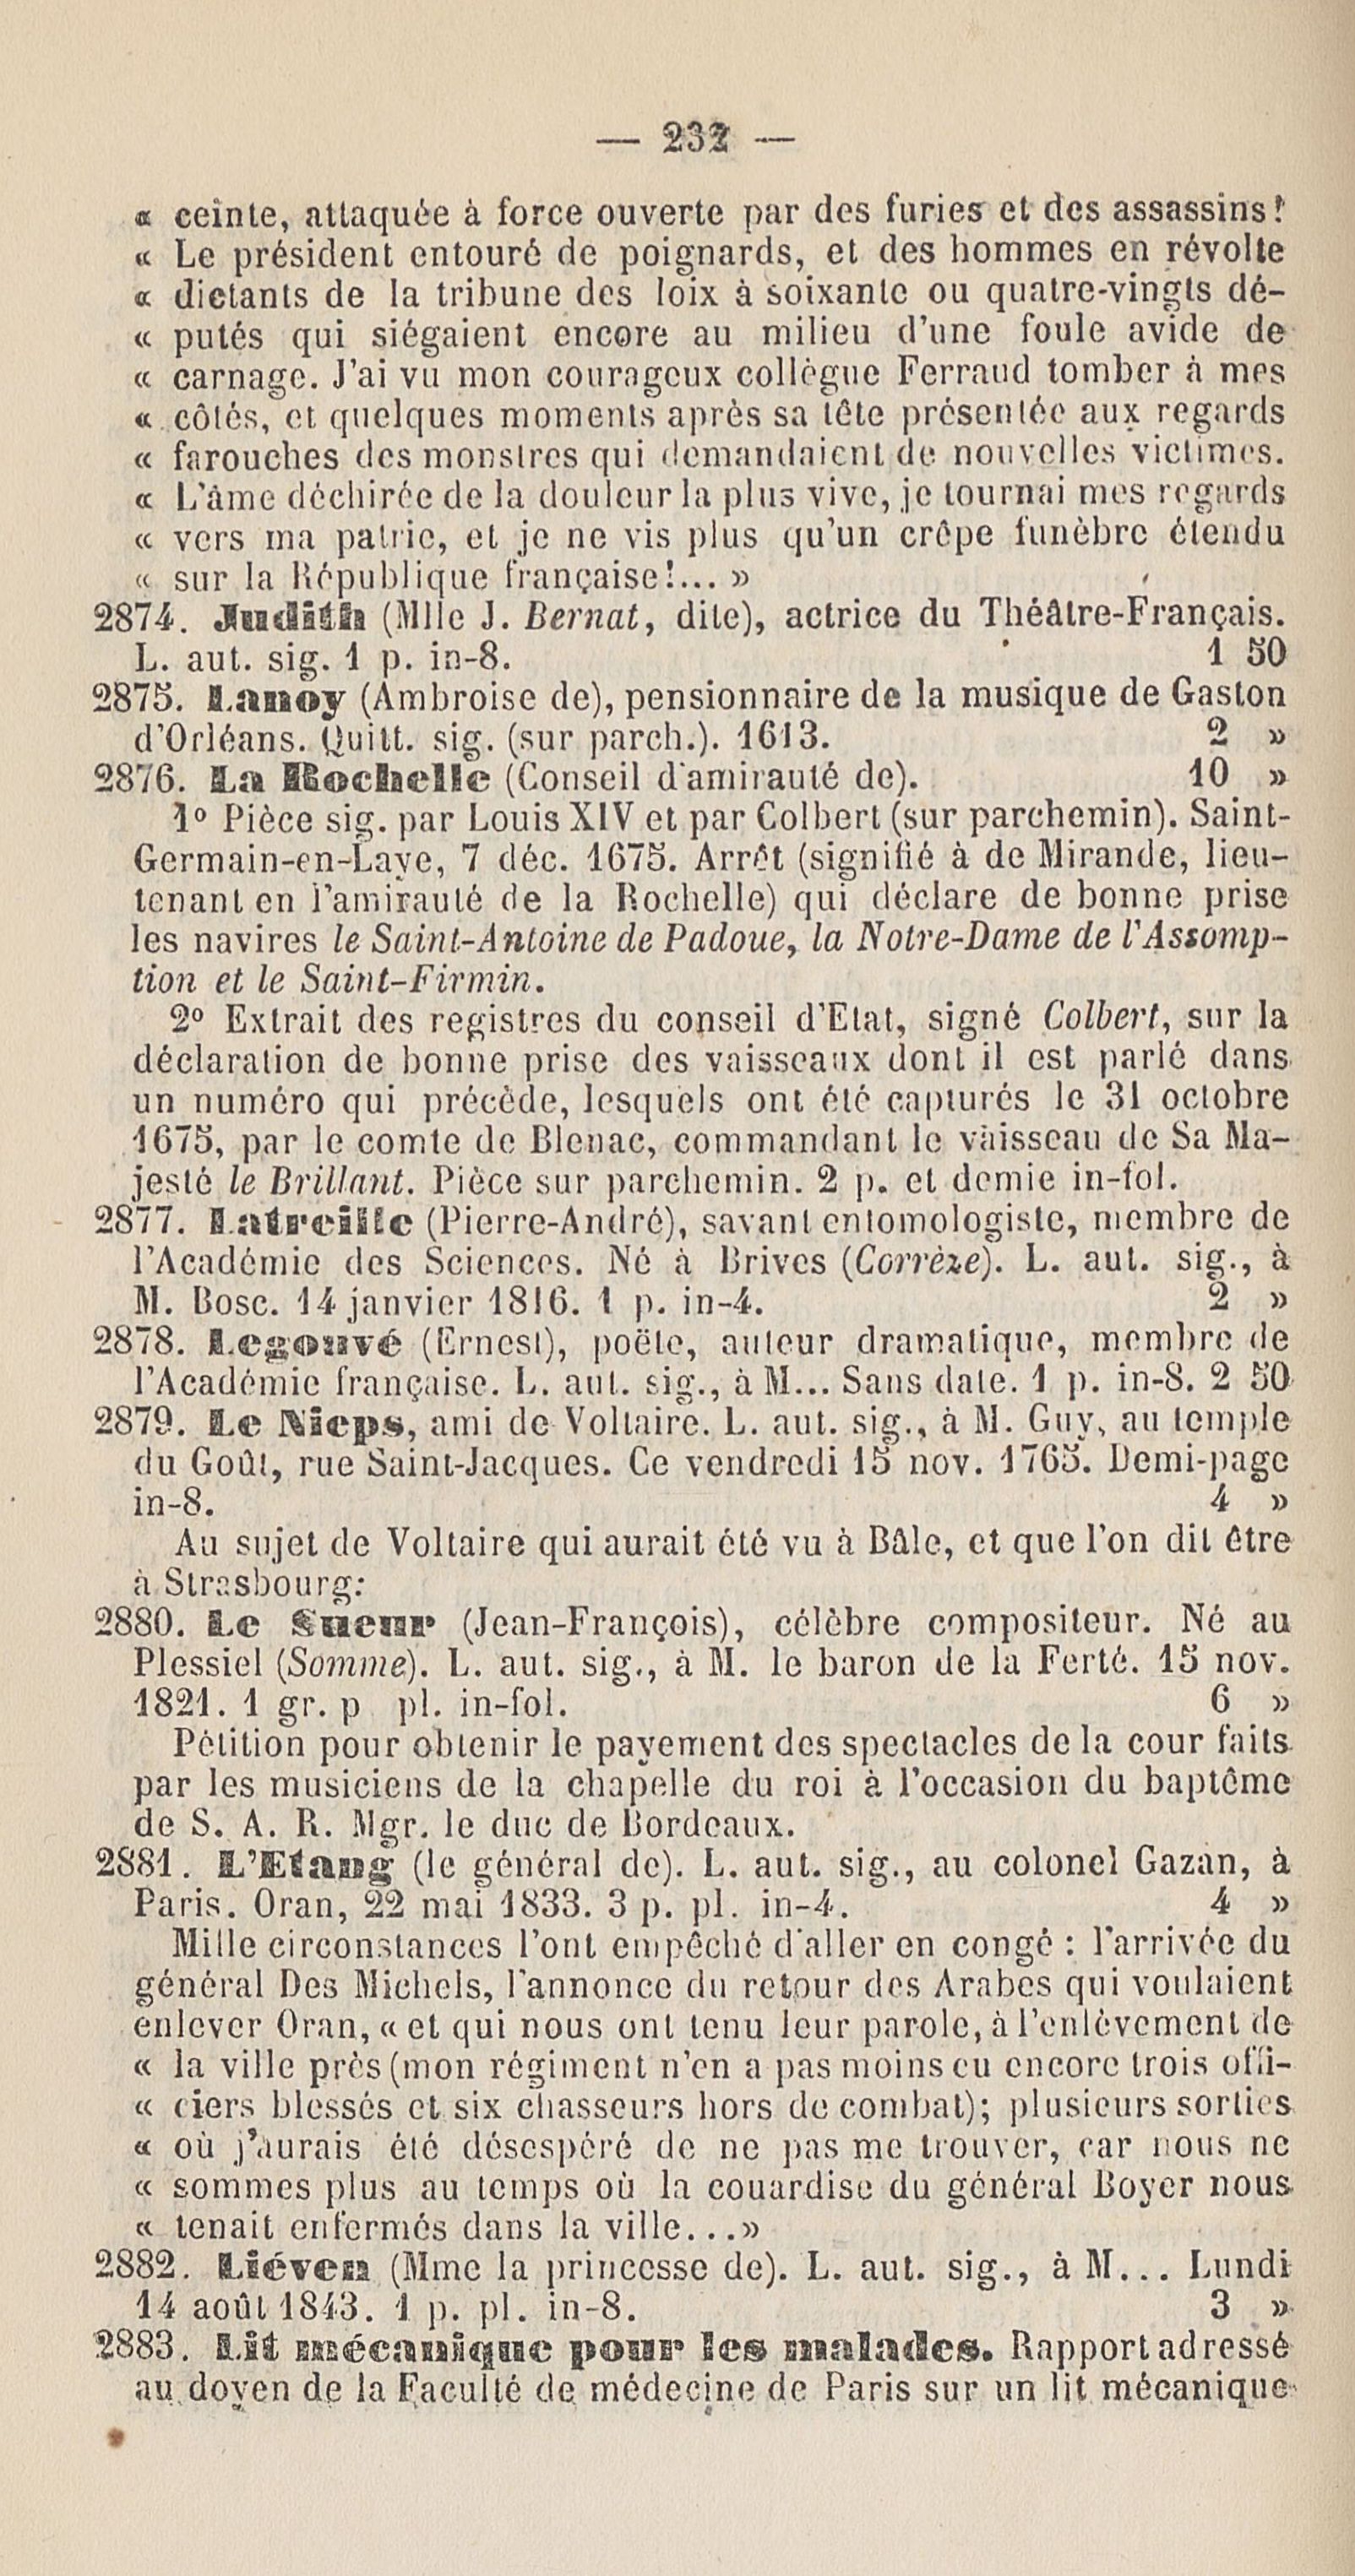 — 232 —
« ceinte, attaquée à force ouverte par des furies et des assassins!
« Le président entouré de poignards, et des hommes en révolte
« dictants de la tribune des loix à soixante ou quatre-vingts dé-
« putés qui siégaient encore au milieu d'une foule avide de
« carnage. J'ai vu mon courageux collègue Ferraud tomber à mes
« côtés, et quelques moments après sa tête présentée aux regards
« farouches des monstres qui demandaient de nouvelles victimes.
« L'âme déchirée de la douleur la plus vive, je tournai mes regards
« vers ma patrie, et je ne vis plus qu'un crêpe funèbre étendu
« sur la République française!... »
2874. Judith (Mlle J. Bernat, dite), actrice du Théâtre-Français.
L. aut. sig. 1 p. in-8. 1 50
2875. Lanoy (Ambroise de), pensionnaire de la musique de Gaston
d'Orléans. Quitt. sig. (sur parch.). 1613. 2 »
2876. La Rochelle (Conseil d'amirauté de). 10 »
1º Pièce sig. par Louis XIV et par Colbert (sur parchemin). Saint-
Germain-en-Laye, 7 déc. 1675. Arrêt (signifié à de Mirande, lieu-
tenant en l'amirauté de la Rochelle) qui déclare de bonne prise
les navires le Saint-Antoine de Padoue, la Notre-Dame de l'Assomp-
tion et le Saint-Firmin.
2º Extrait des registres du conseil d'Etat, signé Colbert, sur la
déclaration de bonne prise des vaisseaux dont il est parlé dans
un numéro qui précède, lesquels ont été capturés le 31 octobre
1675, par le comte de Blenac, commandant le vaisseau de Sa Ma-
jesté le Brillant. Pièce sur parchemin. 2 p. et demie in-fol.
2877. Latreille (Pierre-André), savant entomologiste, membre de
l'Académie des Sciences. Né à Brives (Corrèze). L. aut. sig., à
M. Bosc. 14 janvier 1816. 1 p. in-4. 2 »
2878. Legouvé (Ernest), poëte, auteur dramatique, membre de
l'Académie française. L. aut. sig., à M... Sans date. 1 p. in-8. 2 50
2879. Le Nieps, ami de Voltaire. L. aut. sig., à M. Guy, au temple
du Goût, rue Saint-Jacques. Ce vendredi 15 nov. 1765. Demi-page
in-8. 4 »
Au sujet de Voltaire qui aurait été vu à Bâle, et que l'on dit être
à Strasbourg:
2880. Le Sueur (Jean-François), célèbre compositeur. Né au
Plessiel (Somme). L. aut. sig., à M. le baron de la Ferté. 15 nov.
1821. 1 gr. p pl. in-fol. 6 »
Pétition pour obtenir le payement des spectacles de la cour faits
par les musiciens de la chapelle du roi à l'occasion du baptême
de S. A. R. Mgr. le duc de Bordeaux.
2881. L'Etang (le général de). L. aut. sig., au colonel Gazan, à
Paris. Oran, 22 mai 1833. 3 p. pl. in-4. 4 »
Mille circonstances l'ont empêché d'aller en congé : l'arrivée du
général Des Michels, l'annonce du retour des Arabes qui voulaient
enlever Oran, « et qui nous ont tenu leur parole, à l'enlèvement de
« la ville près (mon régiment n'en a pas moins eu encore trois offi-
« ciers blessés et six chasseurs hors de combat); plusieurs sorties
« où j'aurais été désespéré de ne pas me trouver, car nous ne
« sommes plus au temps où la couardise du général Boyer nous
« tenait enfermés dans la ville...»
2882. Liéven (Mme la princesse de). L. aut. sig., à M... Lundi
14 août 1843. 1 p. pl. in-8. 3 »
2883. Lit mécanique pour les malades. Rapport adressé
au doyen de la Faculté de médecine de Paris sur un lit mécanique